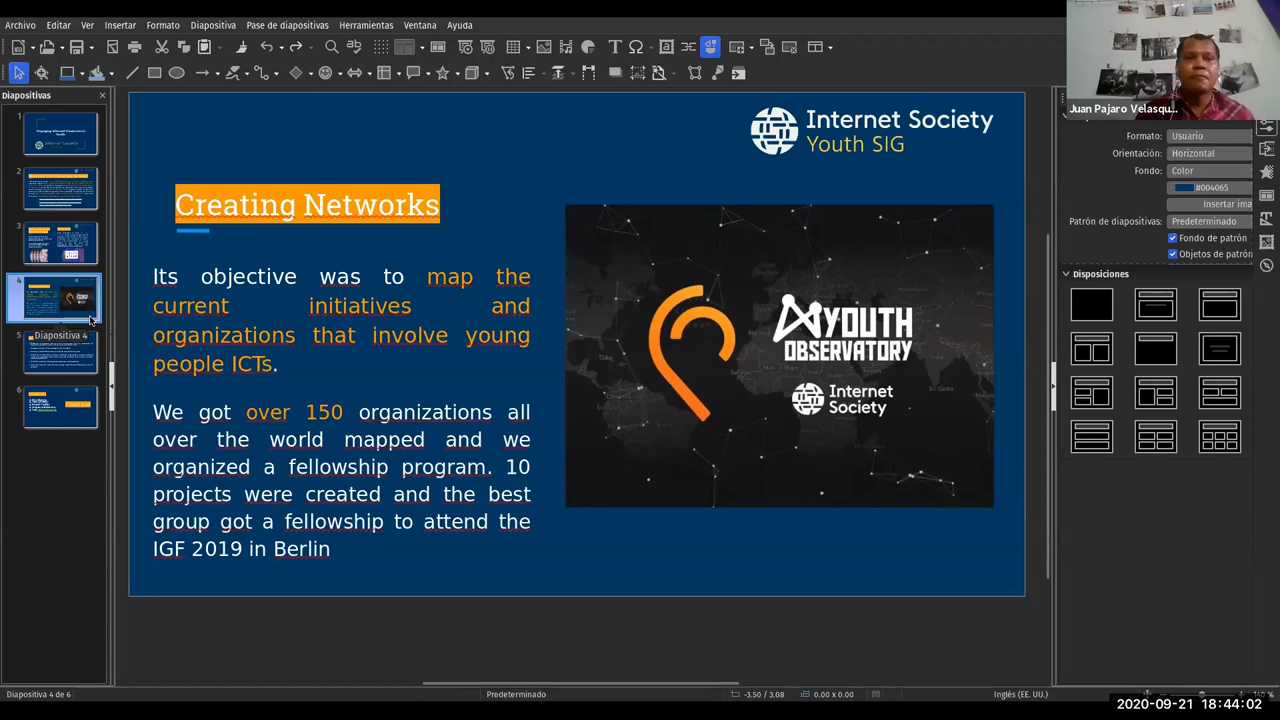 Archivo Editar Ver Insertar Formato Diapositiva Pase de diapositivas Herramientas Ventana Ayuda
Juan Pajaro Velasqu...
Diapositivas
1
2
3
4
5
6
Diapositiva 4
Internet Society
Youth SIG
Creating Networks
Its objective was to map the
current initiatives and
organizations that involve young
people ICTs.
We got over 150 organizations all
over the world mapped and we
organized a fellowship program. 10
projects were created and the best
group got a fellowship to attend the
IGF 2019 in Berlin
YOUTH
OBSERVATORY
Internet
Society
Formato: Usuario
Orientación: Horizontal
Fondo: Color
#004065
Insertar ima
Patrón de diapositivas: Predeterminado
Fondo de patrón
Objetos de patrón
Disposiciones
Diapositiva 4 de 6
Predeterminado
-3.50 / 3.08
0.00 x 0.00
Inglés (EE. UU.)
2020-09-21 18:44:02